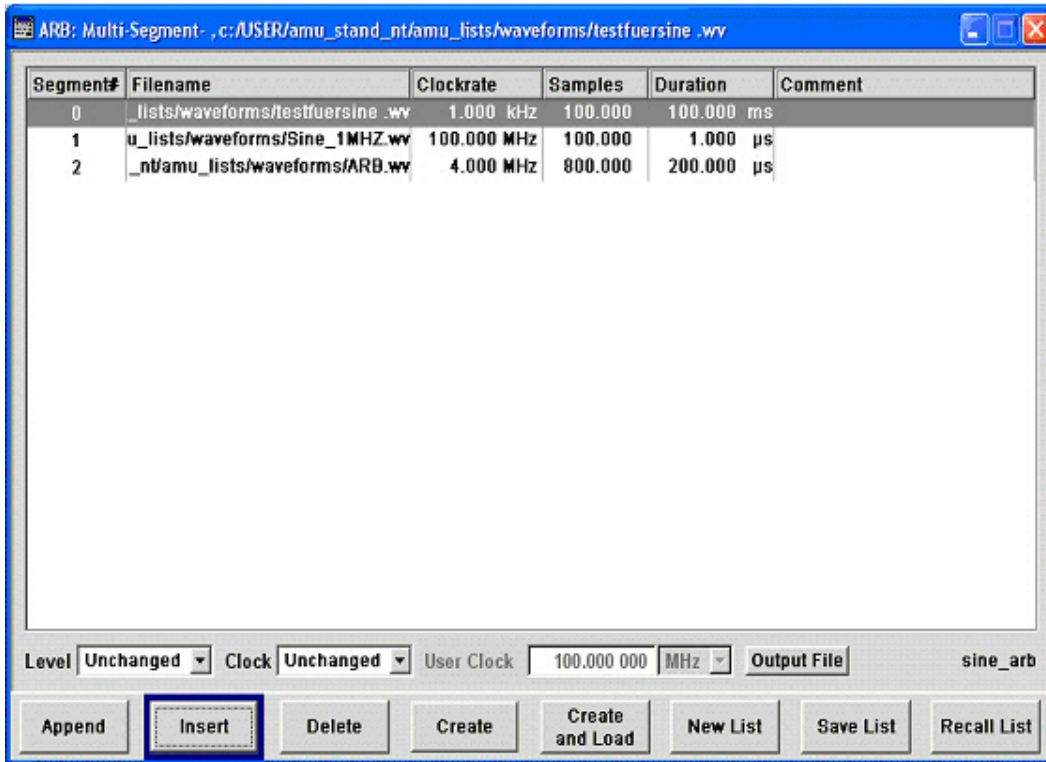 ARB: Multi-Segment- , c:/USER/amu_stand_nt/amu_lists/waveforms/testfuersine .wv
Segment# Filename Clockrate Samples Duration Comment
0 _lists/waveforms/testfuersine .wv 1.000 kHz 100.000 100.000 ms
1 u_lists/waveforms/Sine_1MHZ.wv 100.000 MHz 100.000 1.000 µs
2 _nt/amu_lists/waveforms/ARB.wv 4.000 MHz 800.000 200.000 µs
Level Unchanged Clock Unchanged User Clock 100.000 000 MHz Output File sine_arb
Append Insert Delete Create Create and Load New List Save List Recall List